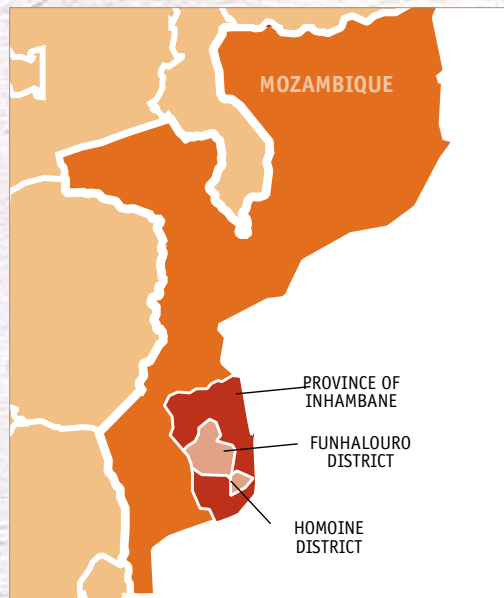 MOZAMBIQUE
PROVINCE OF
INHAMBANE
FUNHALOURO
DISTRICT
HOMOINE
DISTRICT